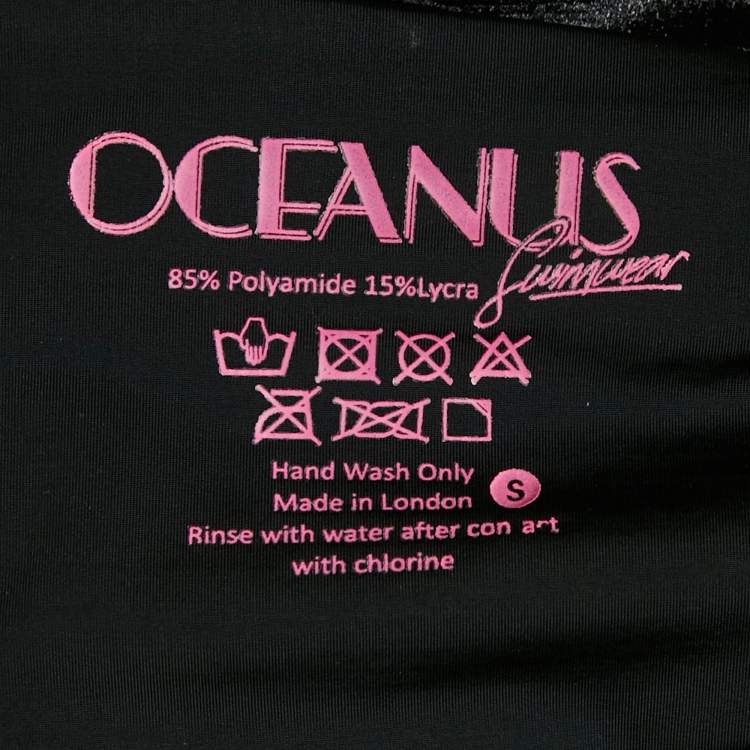 OCEANUS
Swimwear
85% Polyamide 15%Lycra
Hand Wash Only
Made in London
S
Rinse with water after con art
with chlorine